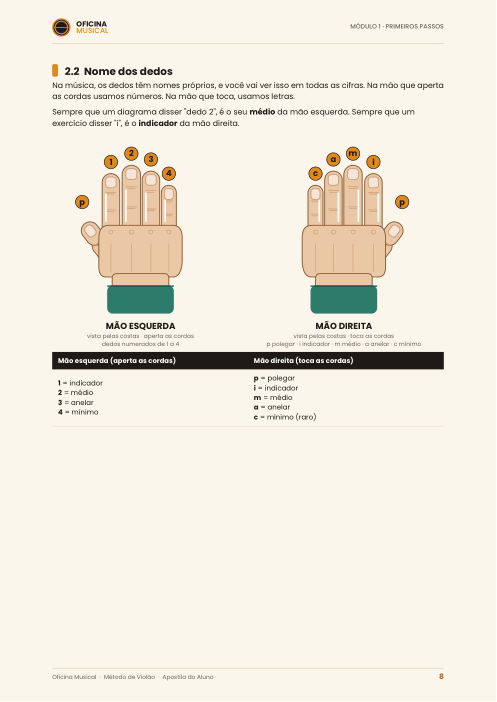 OFICINA
MUSICAL
MÓDULO 1 · PRIMEIROS PASSOS
2.2 Nome dos dedos
Na música, os dedos têm nomes próprios, e você vai ver isso em todas as cifras. Na mão que aperta
as cordas usamos números. Na mão que toca, usamos letras.
Sempre que um diagrama disser "dedo 2", é o seu médio da mão esquerda. Sempre que um
exercício disser "i", é o indicador da mão direita.
p 1 2 3 4
c a m i p
MÃO ESQUERDA
vista pelas costas · aperta as cordas
dedos numerados de 1 a 4
MÃO DIREITA
vista pelas costas · toca as cordas
p polegar · i indicador · m médio · a anelar · c mínimo
Mão esquerda (aperta as cordas)
1 = indicador
2 = médio
3 = anelar
4 = mínimo
Mão direita (toca as cordas)
p = polegar
i = indicador
m = médio
a = anelar
c = mínimo (raro)
Oficina Musical · Método de Violão · Apostila do Aluno
8